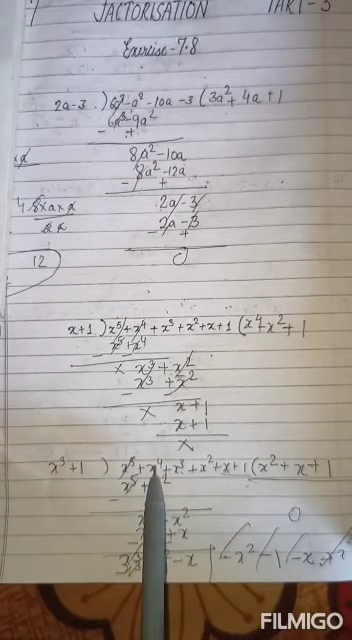 FACTORISATION PART-3
Exercise-7.8
2a-3 ) 6a³-a²-10a-3 ( 3a²+4a+1
6a³-9a²
- +
8a²-10a
8a²-12a
- +
2a-3
2a-3
- +
0
12
x+1 ) x⁵+x⁴+x³+x²+x+1 ( x⁴+x²+1
x⁵+x⁴
- -
x x³+x²
x³+x²
- -
x x+1
x+1
x
x³+1 ) x⁵+x⁴+x³+x²+x+1 ( x²+x+1
x⁵+
-
0
FILMIGO